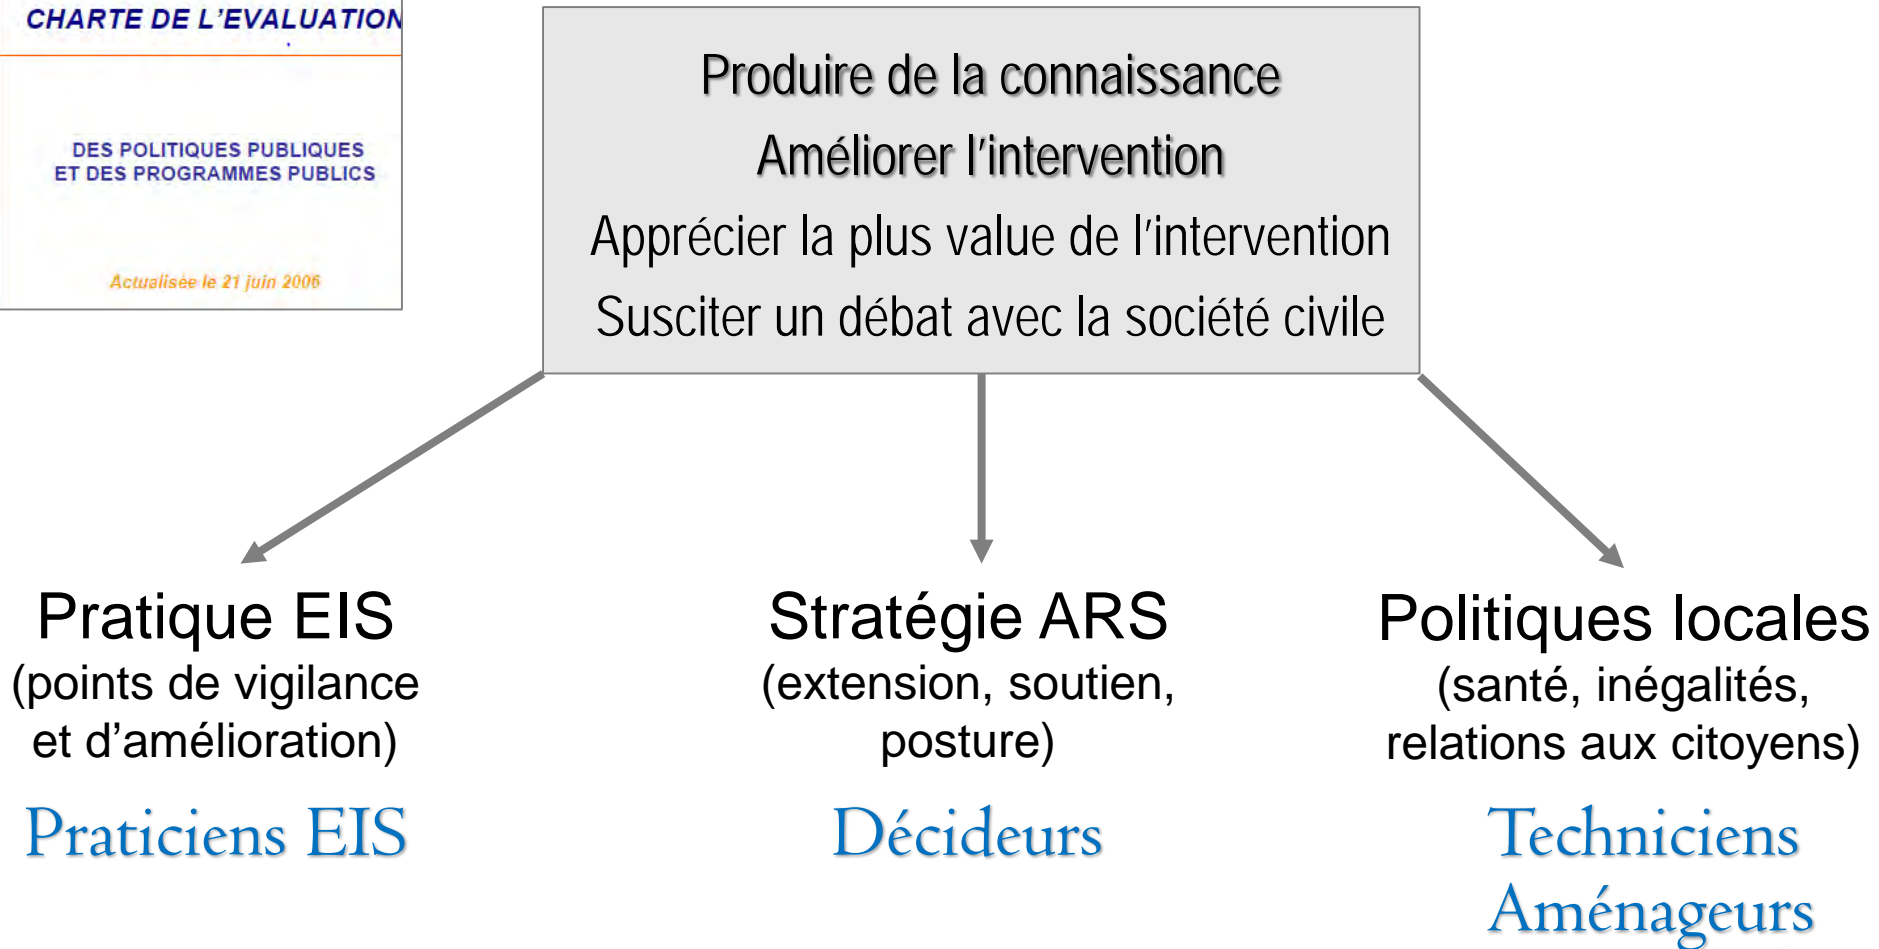 CHARTE DE L'EVALUATION
DES POLITIQUES PUBLIQUES
ET DES PROGRAMMES PUBLICS
Actualisée le 21 juin 2006
Produire de la connaissance
Améliorer l'intervention
Apprécier la plus value de l'intervention
Susciter un débat avec la société civile
Pratique EIS
(points de vigilance
et d’amélioration)
Praticiens EIS
Stratégie ARS
(extension, soutien,
posture)
Décideurs
Politiques locales
(santé, inégalités,
relations aux citoyens)
Techniciens
Aménageurs